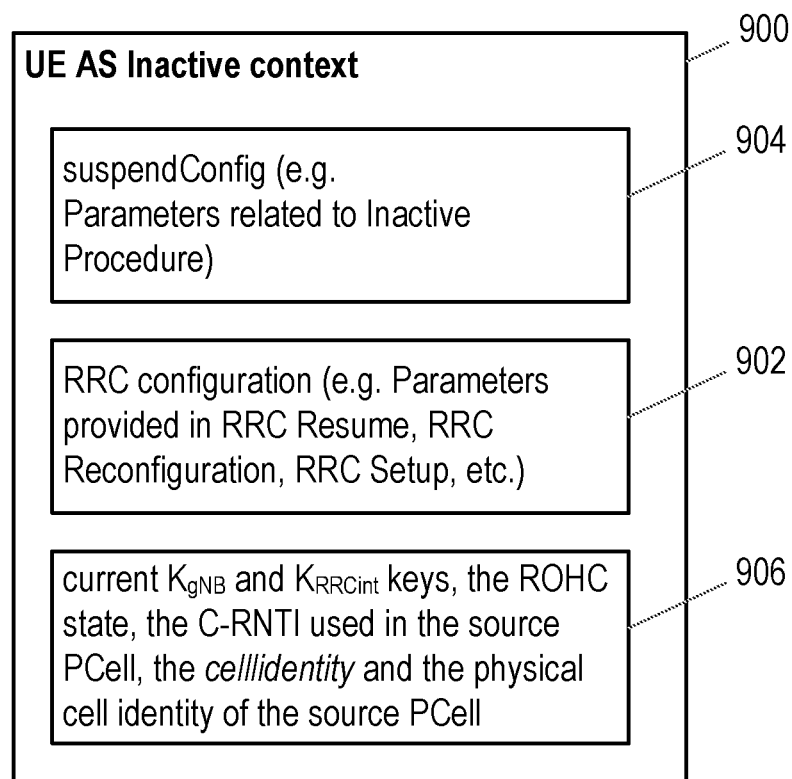 900
UE AS Inactive context
904
suspendConfig (e.g.
Parameters related to Inactive
Procedure)
902
RRC configuration (e.g. Parameters
provided in RRC Resume, RRC
Reconfiguration, RRC Setup, etc.)
906
current KgNB and KRRCint keys, the ROHC
state, the C-RNTI used in the source
PCell, the celllidentity and the physical
cell identity of the source PCell